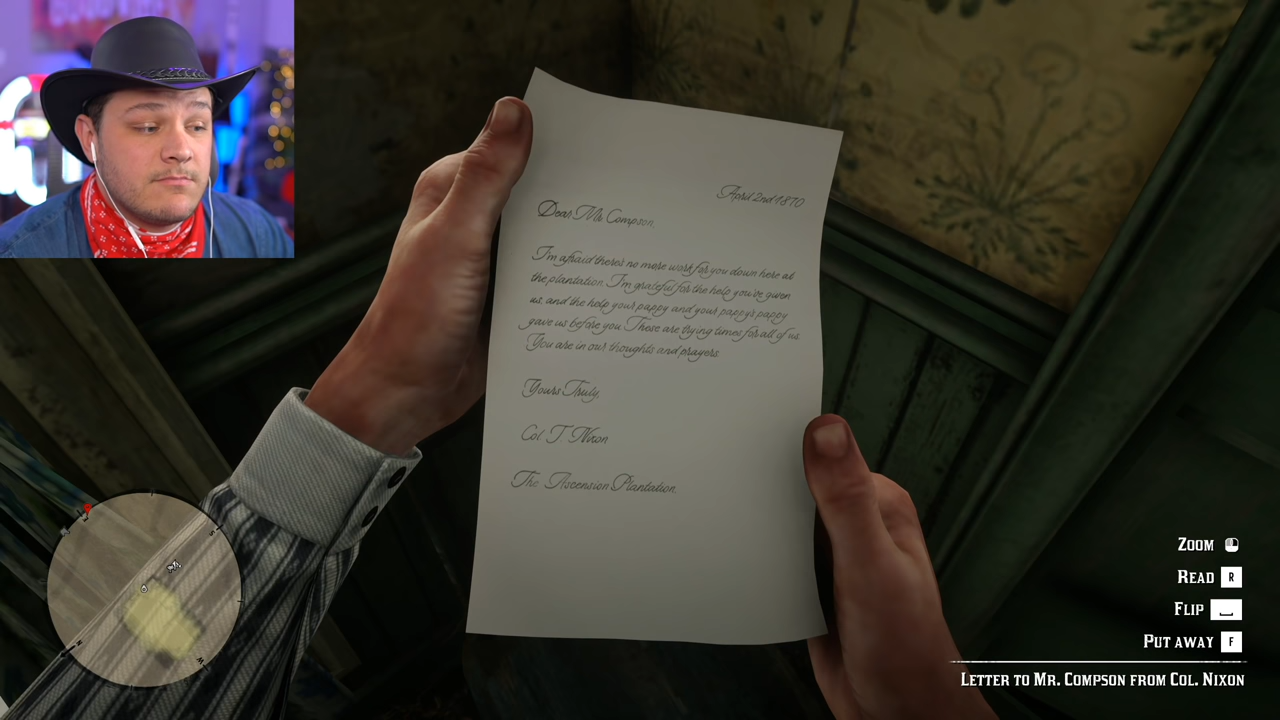 April 2nd 1870
Dear Mr Compson,
I'm afraid there's no more work for you down here at
the plantation. I'm grateful for the help you've given
us, and the help your pappy and your pappy's pappy
gave us before you. These are trying times for all of us.
You are in our thoughts and prayers.
Yours Truly,
Col. T. Nixon
The Ascension Plantation.
ZOOM
READ R
FLIP
PUT AWAY F
LETTER TO MR. COMPSON FROM COL. NIXON